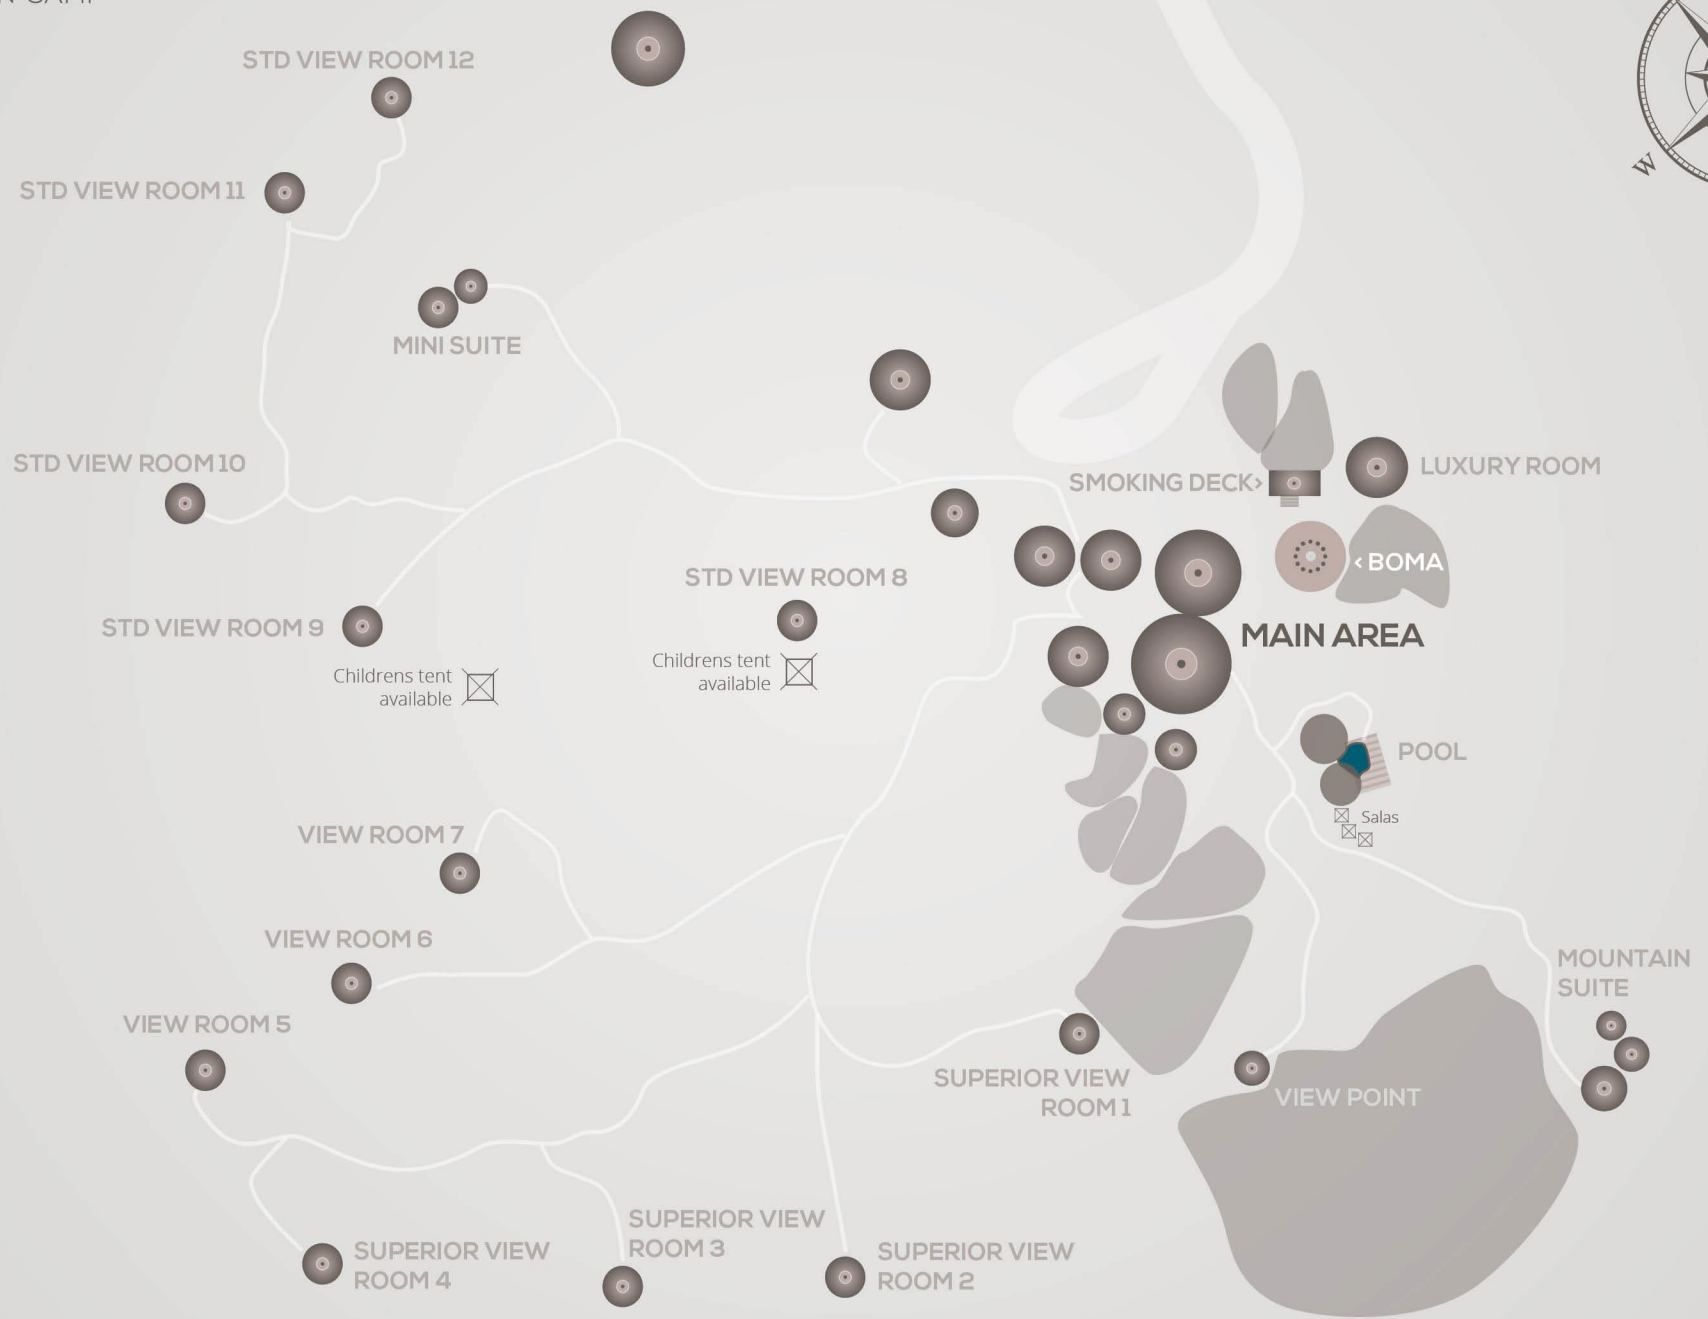 STD VIEW ROOM 12
STD VIEW ROOM 11
W
MINI SUITE
STD VIEW ROOM 10
SMOKING DECK>
LUXURY ROOM
< BOMA
STD VIEW ROOM 8
STD VIEW ROOM 9
MAIN AREA
Childrens tent
available
Childrens tent
available
POOL
Salas
VIEW ROOM 7
VIEW ROOM 6
MOUNTAIN
SUITE
VIEW ROOM 5
SUPERIOR VIEW
ROOM 1
VIEW POINT
SUPERIOR VIEW
ROOM 3
SUPERIOR VIEW
ROOM 4
SUPERIOR VIEW
ROOM 2